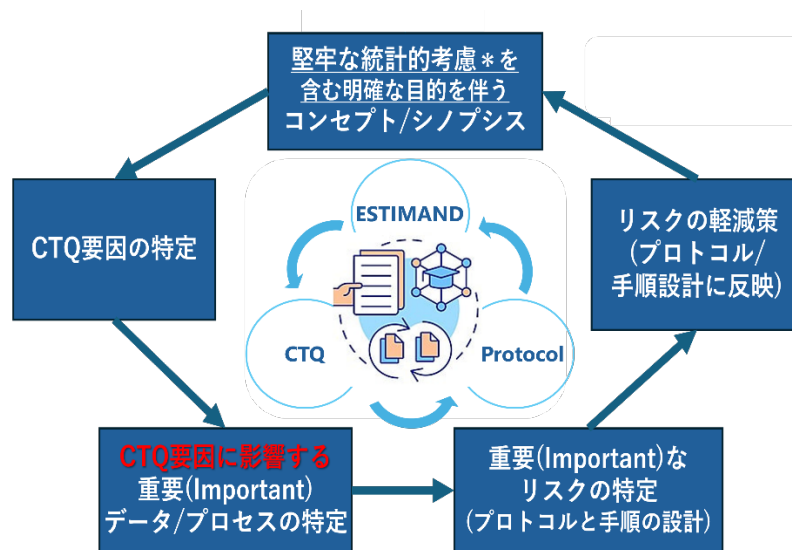 堅牢な統計的考慮*を
含む明確な目的を伴う
コンセプト/シノプシス
CTQ要因の特定
ESTIMAND
CTQ
Protocol
リスクの軽減策
(プロトコル/
手順設計に反映)
CTQ要因に影響する
重要(Important)
データ/プロセスの特定
重要(Important)な
リスクの特定
(プロトコルと手順の設計)